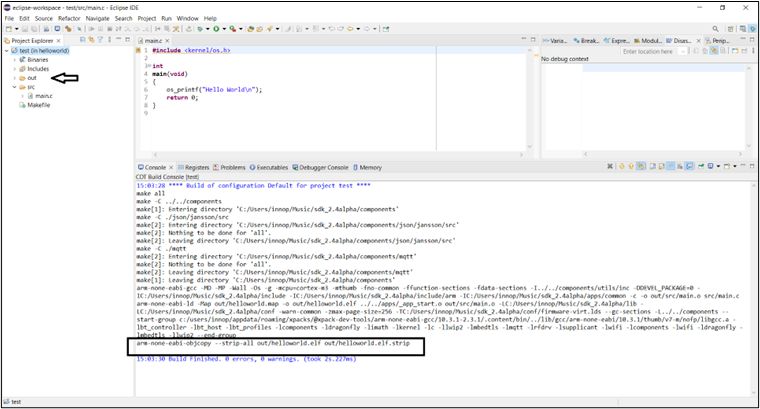 eclipse-workspace - test/src/main.c - Eclipse IDE
File Edit Source Refactor Navigate Search Project Run Window Help
Project Explorer
test (in helloworld)
Binaries
Includes
out
src
main.c
Makefile
main.c
1 #include <kernel/os.h>
2
3 int
4 main(void)
5 {
6 os_printf("Hello World\n");
7 return 0;
8 }
9
Varia... Break... Expre... Modul... Disas... Perip...
Enter location here
No debug context
Console Registers Problems Executables Debugger Console Memory
CDT Build Console [test]
15:03:28 **** Build of configuration Default for project test ****
make all
make -C ../../components
make[1]: Entering directory 'C:/Users/innop/Music/sdk_2.4alpha/components'
make -C ./json/jansson/src
make[2]: Entering directory 'C:/Users/innop/Music/sdk_2.4alpha/components/json/jansson/src'
make[2]: Nothing to be done for 'all'.
make[2]: Leaving directory 'C:/Users/innop/Music/sdk_2.4alpha/components/json/jansson/src'
make -C ./mqtt
make[2]: Entering directory 'C:/Users/innop/Music/sdk_2.4alpha/components/mqtt'
make[2]: Nothing to be done for 'all'.
make[2]: Leaving directory 'C:/Users/innop/Music/sdk_2.4alpha/components/mqtt'
make[1]: Leaving directory 'C:/Users/innop/Music/sdk_2.4alpha/components'
arm-none-eabi-gcc -MD -MP -Wall -Os -g -mcpu=cortex-m3 -mthumb -fno-common -ffunction-sections -fdata-sections -I../../components/utils/inc -DDEVEL_PACKAGE=0 -
IC:/Users/innop/Music/sdk_2.4alpha/include -IC:/Users/innop/Music/sdk_2.4alpha/include/arm -IC:/Users/innop/Music/sdk_2.4alpha/apps/common -c -o out/src/main.o src/main.c
arm-none-eabi-ld -Map out/helloworld.map -o out/helloworld.elf ../../apps/_app_start.o out/src/main.o -LC:/Users/innop/Music/sdk_2.4alpha/lib -
LC:/Users/innop/Music/sdk_2.4alpha/conf -warn-common -zmax-page-size=256 -TC:/Users/innop/Music/sdk_2.4alpha/conf/firmware-virt.lds --gc-sections -L../../components --
start-group c:/users/innop/appdata/roaming/xpacks/@xpack-dev-tools/arm-none-eabi-gcc/10.3.1-2.3.1/.content/bin/../lib/gcc/arm-none-eabi/10.3.1/thumb/v7-m/nofp/libgcc.a -
lbt_controller -lbt_host -lbt_profiles -lcomponents -ldragonfly -limath -lkernel -lc -llwip2 -lmbedtls -lmqtt -lrfdrv -lsupplicant -lwifi -lcomponents -lwifi -ldragonfly -
lmbedtls -llwip2 --end-group
arm-none-eabi-objcopy --strip-all out/helloworld.elf out/helloworld.elf.strip
15:03:30 Build Finished. 0 errors, 0 warnings. (took 2s.227ms)
test